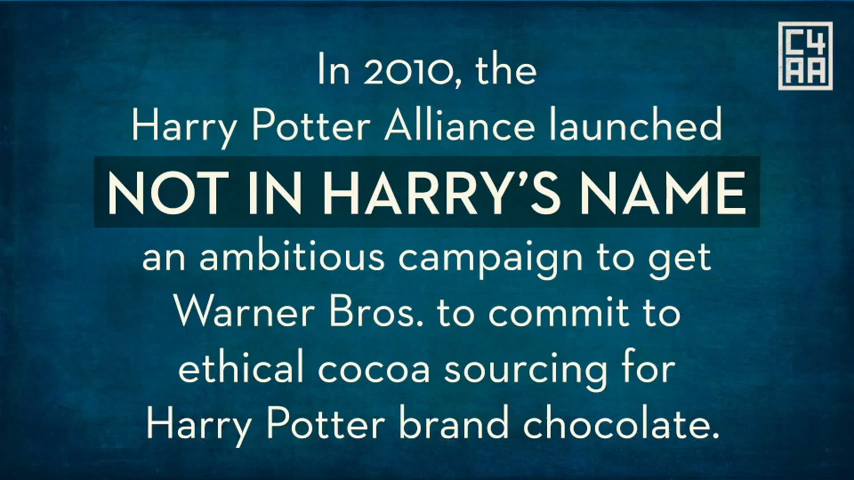 C4
AA
In 2010, the
Harry Potter Alliance launched
NOT IN HARRY'S NAME
an ambitious campaign to get
Warner Bros. to commit to
ethical cocoa sourcing for
Harry Potter brand chocolate.